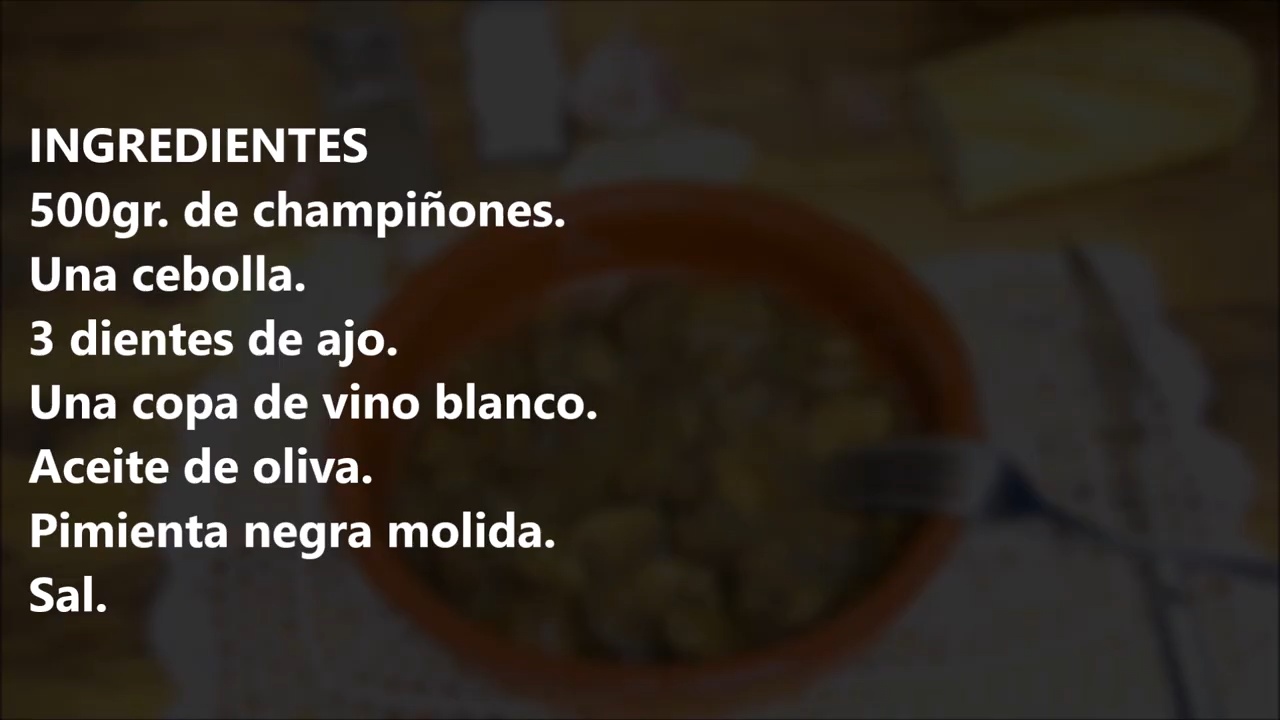 INGREDIENTES
500gr. de champiñones.
Una cebolla.
3 dientes de ajo.
Una copa de vino blanco.
Aceite de oliva.
Pimienta negra molida.
Sal.